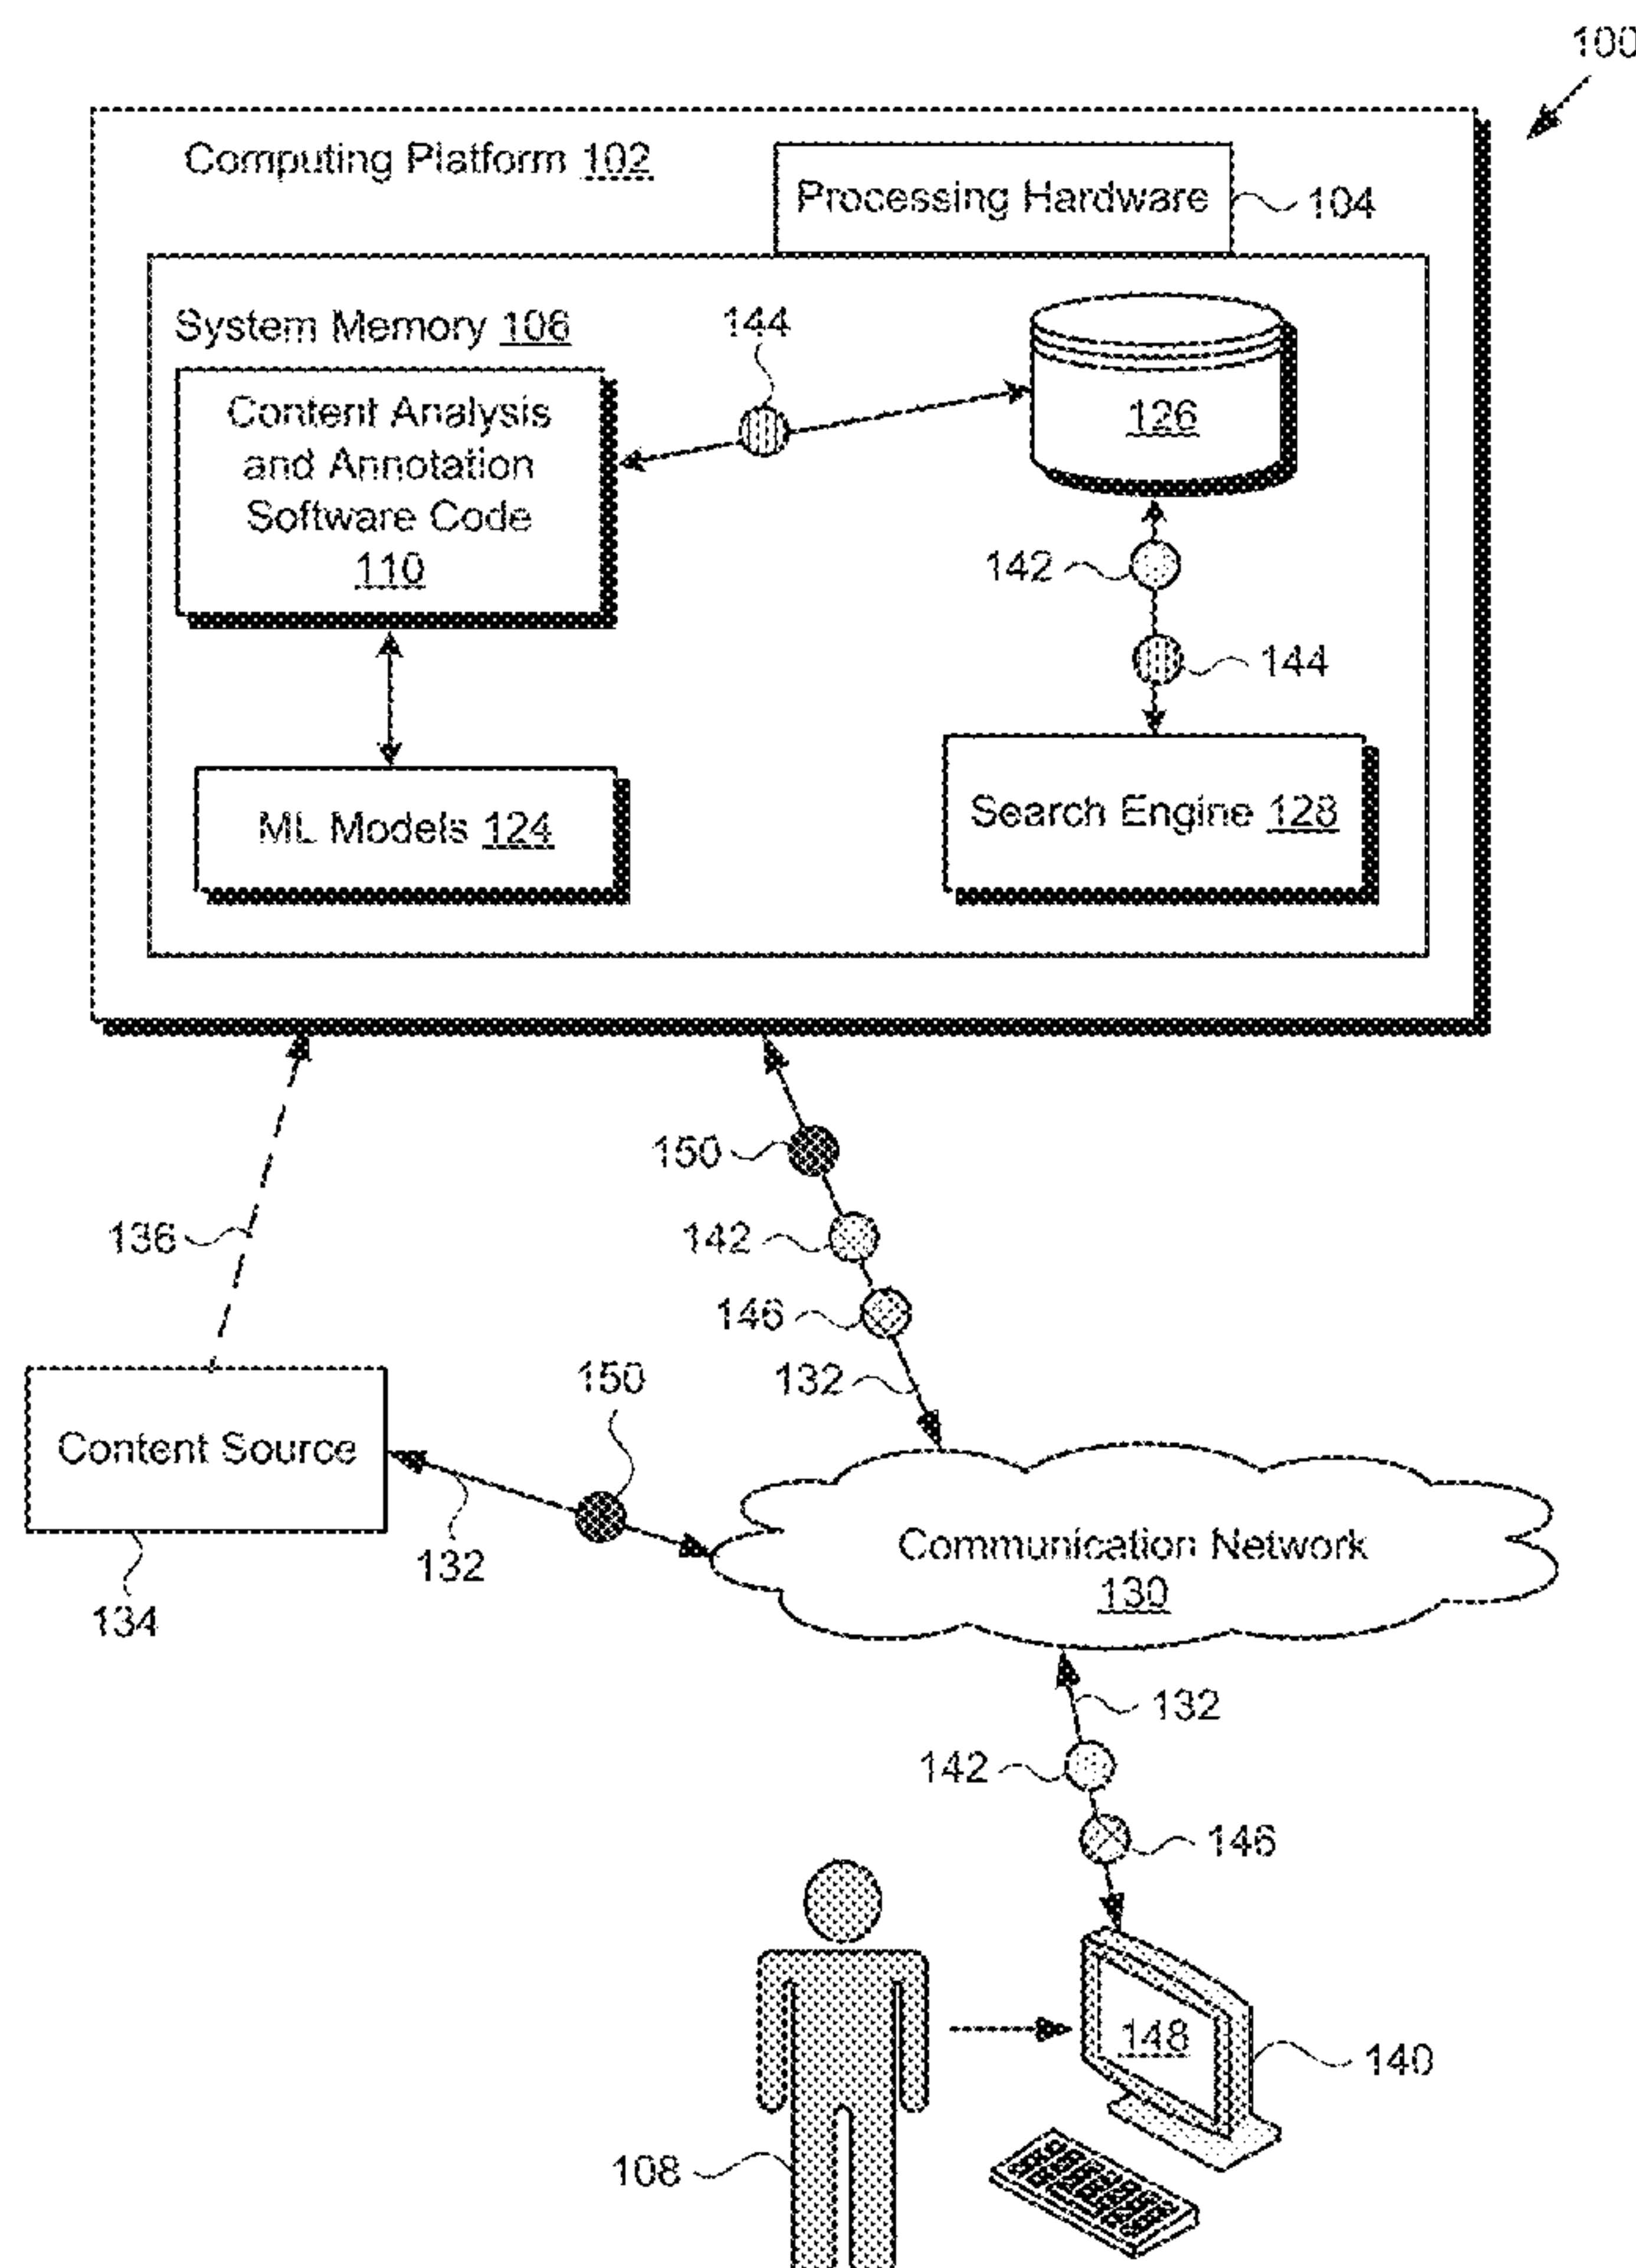 100
Computing Platform 102
Processing Hardware
104
System Memory 106
144
Content Analysis
and Annotation
Software Code
110
126
142
144
ML Models 124
Search Engine 128
150
136
142
146
132
150
Content Source
132
134
Communication Network
130
132
142
146
148
140
108